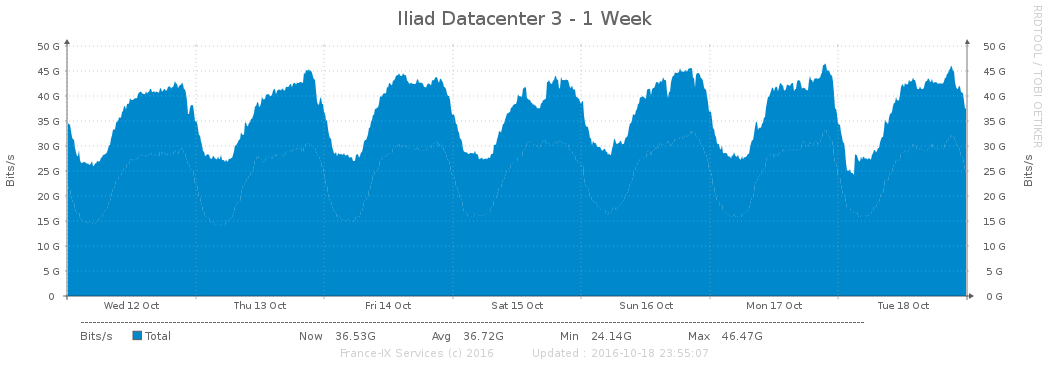 Iliad Datacenter 3 - 1 Week
RRDTOOL / TOBI OETIKER
Bits/s
Bits/s
50 G 50 G
45 G 45 G
40 G 40 G
35 G 35 G
30 G 30 G
25 G 25 G
20 G 20 G
15 G 15 G
10 G 10 G
5 G 5 G
0 0 G
Wed 12 Oct Thu 13 Oct Fri 14 Oct Sat 15 Oct Sun 16 Oct Mon 17 Oct Tue 18 Oct
Bits/s Total Now 36.53G Avg 36.72G Min 24.14G Max 46.47G
France-IX Services (c) 2016 Updated : 2016-10-18 23:55:07